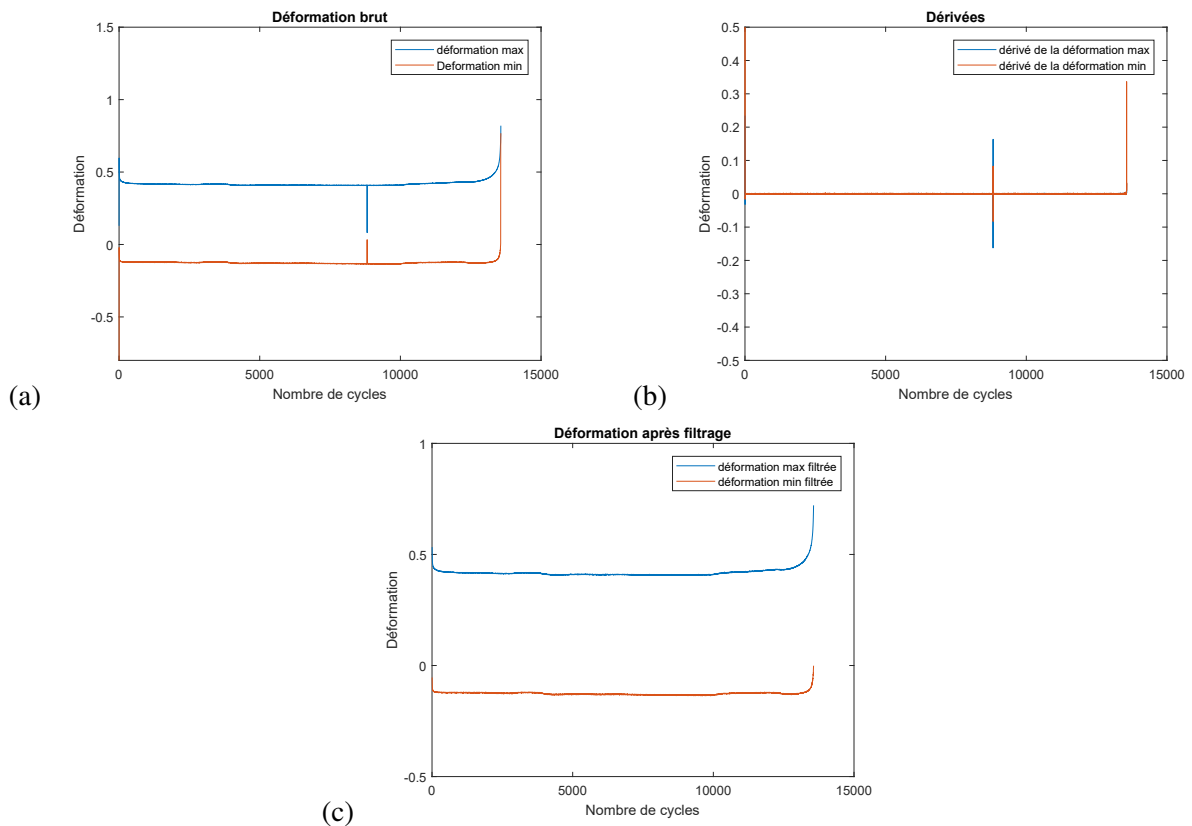 Déformation brut
1.5
1
0.5
0
-0.5
0 5000 10000 15000
Déformation
Nombre de cycles
déformation max
Deformation min
(a)
Dérivées
0.5
0.4
0.3
0.2
0.1
0
-0.1
-0.2
-0.3
-0.4
-0.5
0 5000 10000 15000
Déformation
Nombre de cycles
dérivé de la déformation max
dérivé de la déformation min
(b)
Déformation après filtrage
1
0.5
0
-0.5
0 5000 10000 15000
Déformation
Nombre de cycles
déformation max filtrée
déformation min filtrée
(c)